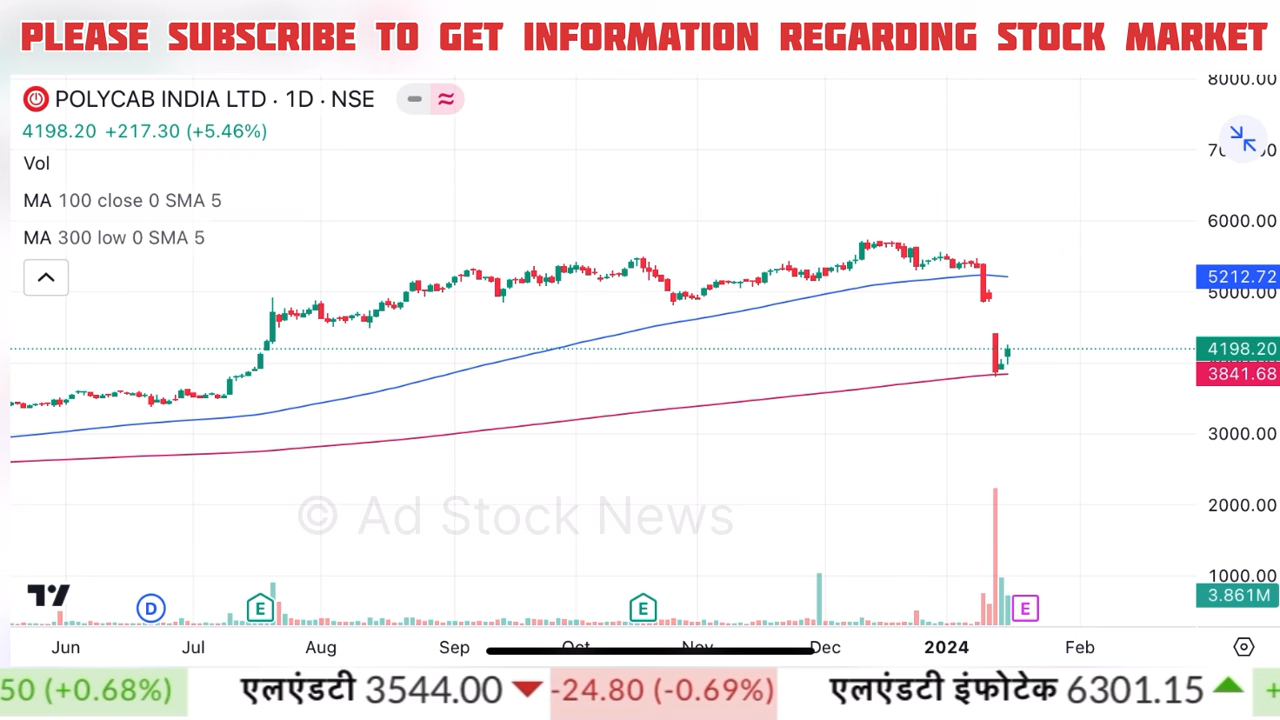 PLEASE SUBSCRIBE TO GET INFORMATION REGARDING STOCK MARKET
POLYCAB INDIA LTD · 1D · NSE
4198.20 +217.30 (+5.46%)
Vol
MA 100 close 0 SMA 5
MA 300 low 0 SMA 5
8000.00
6000.00
5212.72
5000.00
4198.20
3841.68
3000.00
2000.00
1000.00
3.861M
© Ad Stock News
D E E E
Jun Jul Aug Sep Oct Nov Dec 2024 Feb
50 (+0.68%) एलएंडटी 3544.00 ▼ -24.80 (-0.69%) एलएंडटी इंफोटेक 6301.15 ▲ +